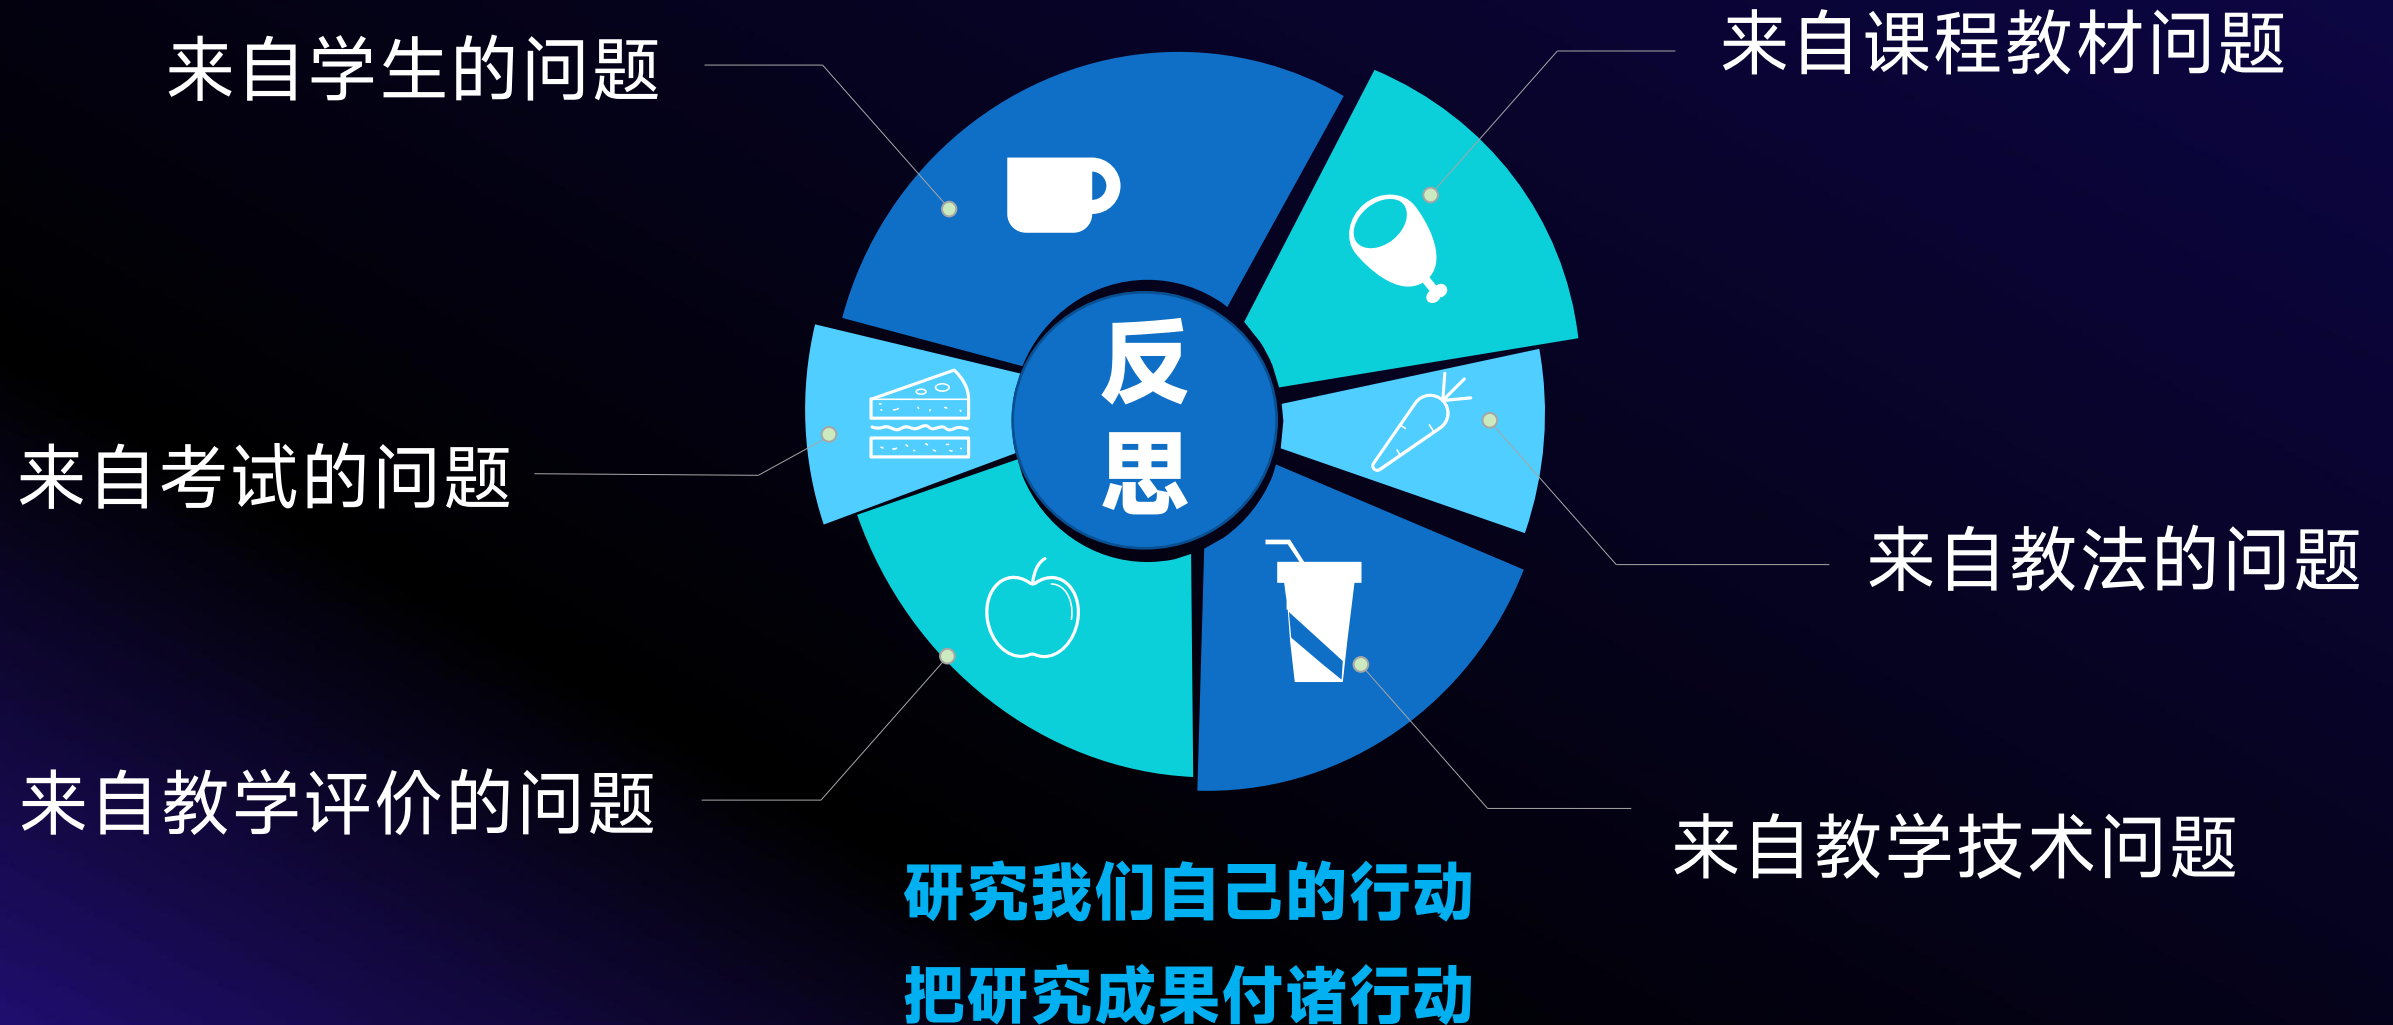 来自学生的问题
来自课程教材问题
反
思
来自考试的问题
来自教法的问题
来自教学评价的问题
来自教学技术问题
研究我们自己的行动
把研究成果付诸行动